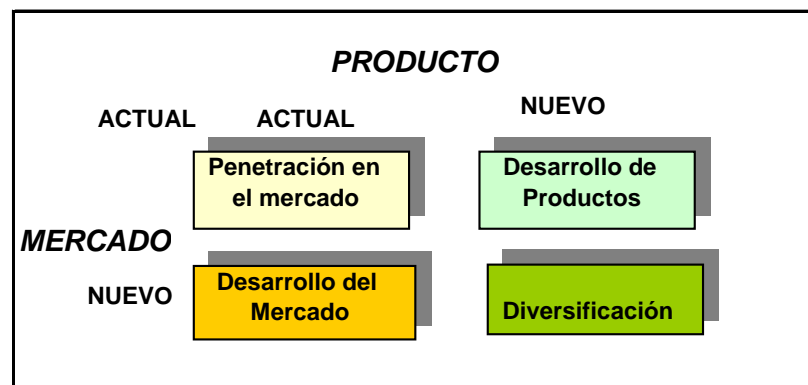 PRODUCTO
NUEVO
ACTUAL ACTUAL
Penetración en
el mercado
Desarrollo de
Productos
MERCADO
NUEVO
Desarrollo del
Mercado
Diversificación